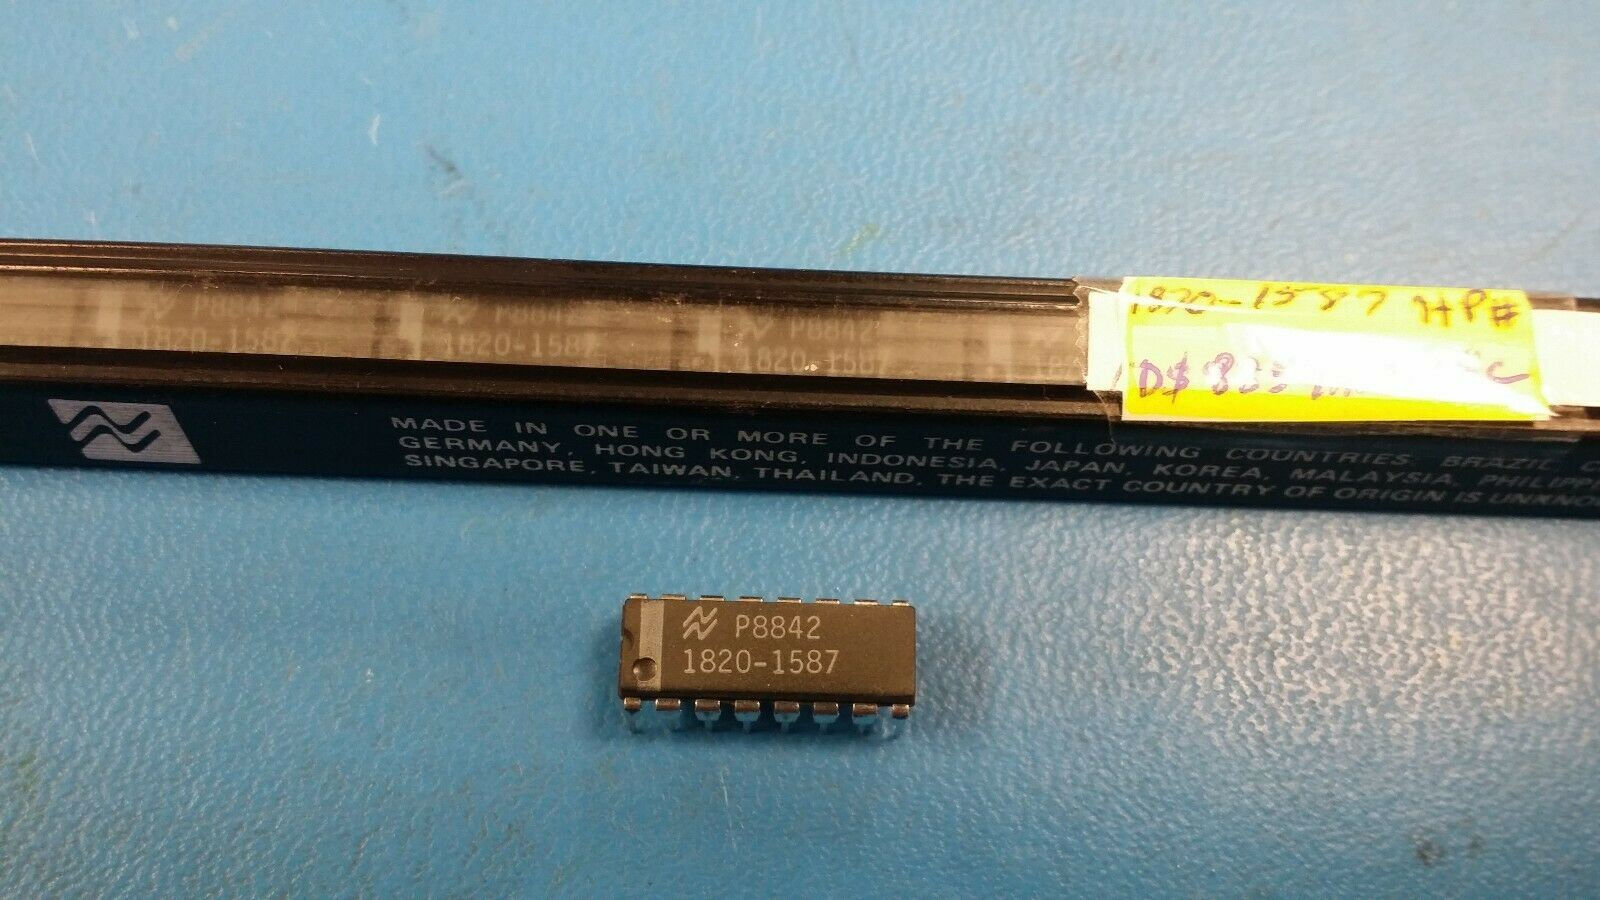 P8842
1820-1587
P8842
1820-1587
P8842
1820-1587
1820-1587 HP#
D$ 835
MADE IN ONE OR MORE OF THE FOLLOWING COUNTRIES, BRAZIL,
GERMANY, HONG KONG, INDONESIA, JAPAN, KOREA, MALAYSIA,
SINGAPORE, TAIWAN, THAILAND, THE EXACT COUNTRY OF ORIGIN IS
P8842
1820-1587